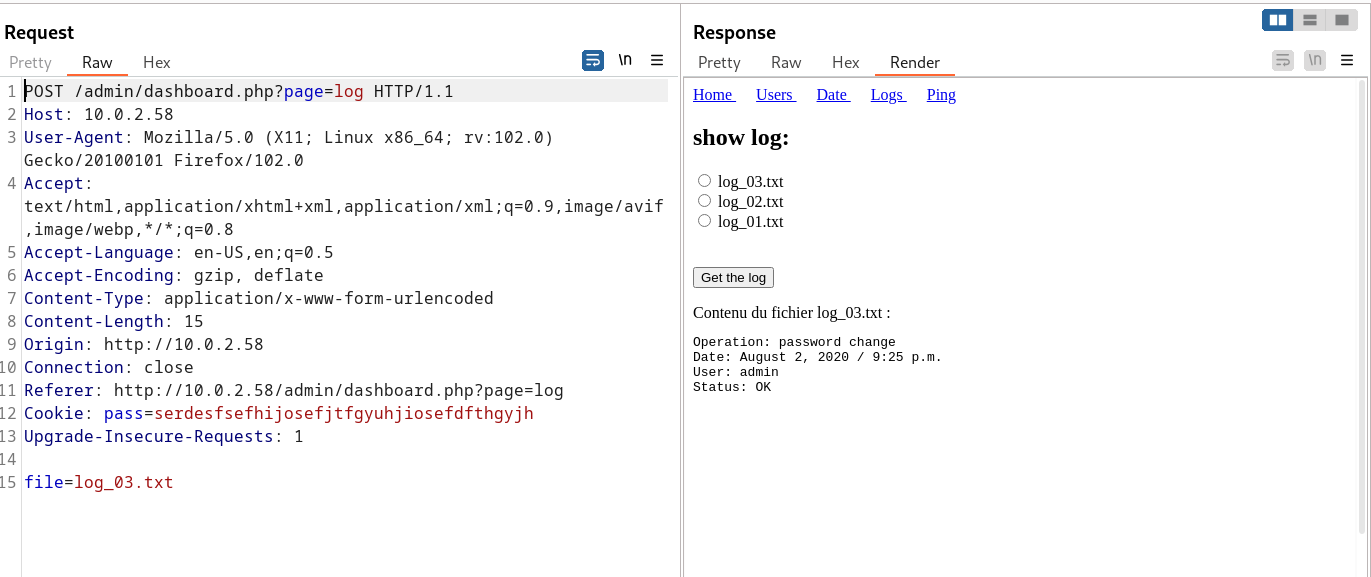 Request
Pretty Raw Hex
\n
1 POST /admin/dashboard.php?page=log HTTP/1.1
2 Host: 10.0.2.58
3 User-Agent: Mozilla/5.0 (X11; Linux x86_64; rv:102.0)
Gecko/20100101 Firefox/102.0
4 Accept:
text/html,application/xhtml+xml,application/xml;q=0.9,image/avif
,image/webp,*/*;q=0.8
5 Accept-Language: en-US,en;q=0.5
6 Accept-Encoding: gzip, deflate
7 Content-Type: application/x-www-form-urlencoded
8 Content-Length: 15
9 Origin: http://10.0.2.58
10 Connection: close
11 Referer: http://10.0.2.58/admin/dashboard.php?page=log
12 Cookie: pass=serdesfsefhijosefjtfgyuhjiosefdfthgyjh
13 Upgrade-Insecure-Requests: 1
14
15 file=log_03.txt
Response
Pretty Raw Hex Render
\n
Home Users Date Logs Ping
show log:
log_03.txt
log_02.txt
log_01.txt
Get the log
Contenu du fichier log_03.txt :
Operation: password change
Date: August 2, 2020 / 9:25 p.m.
User: admin
Status: OK